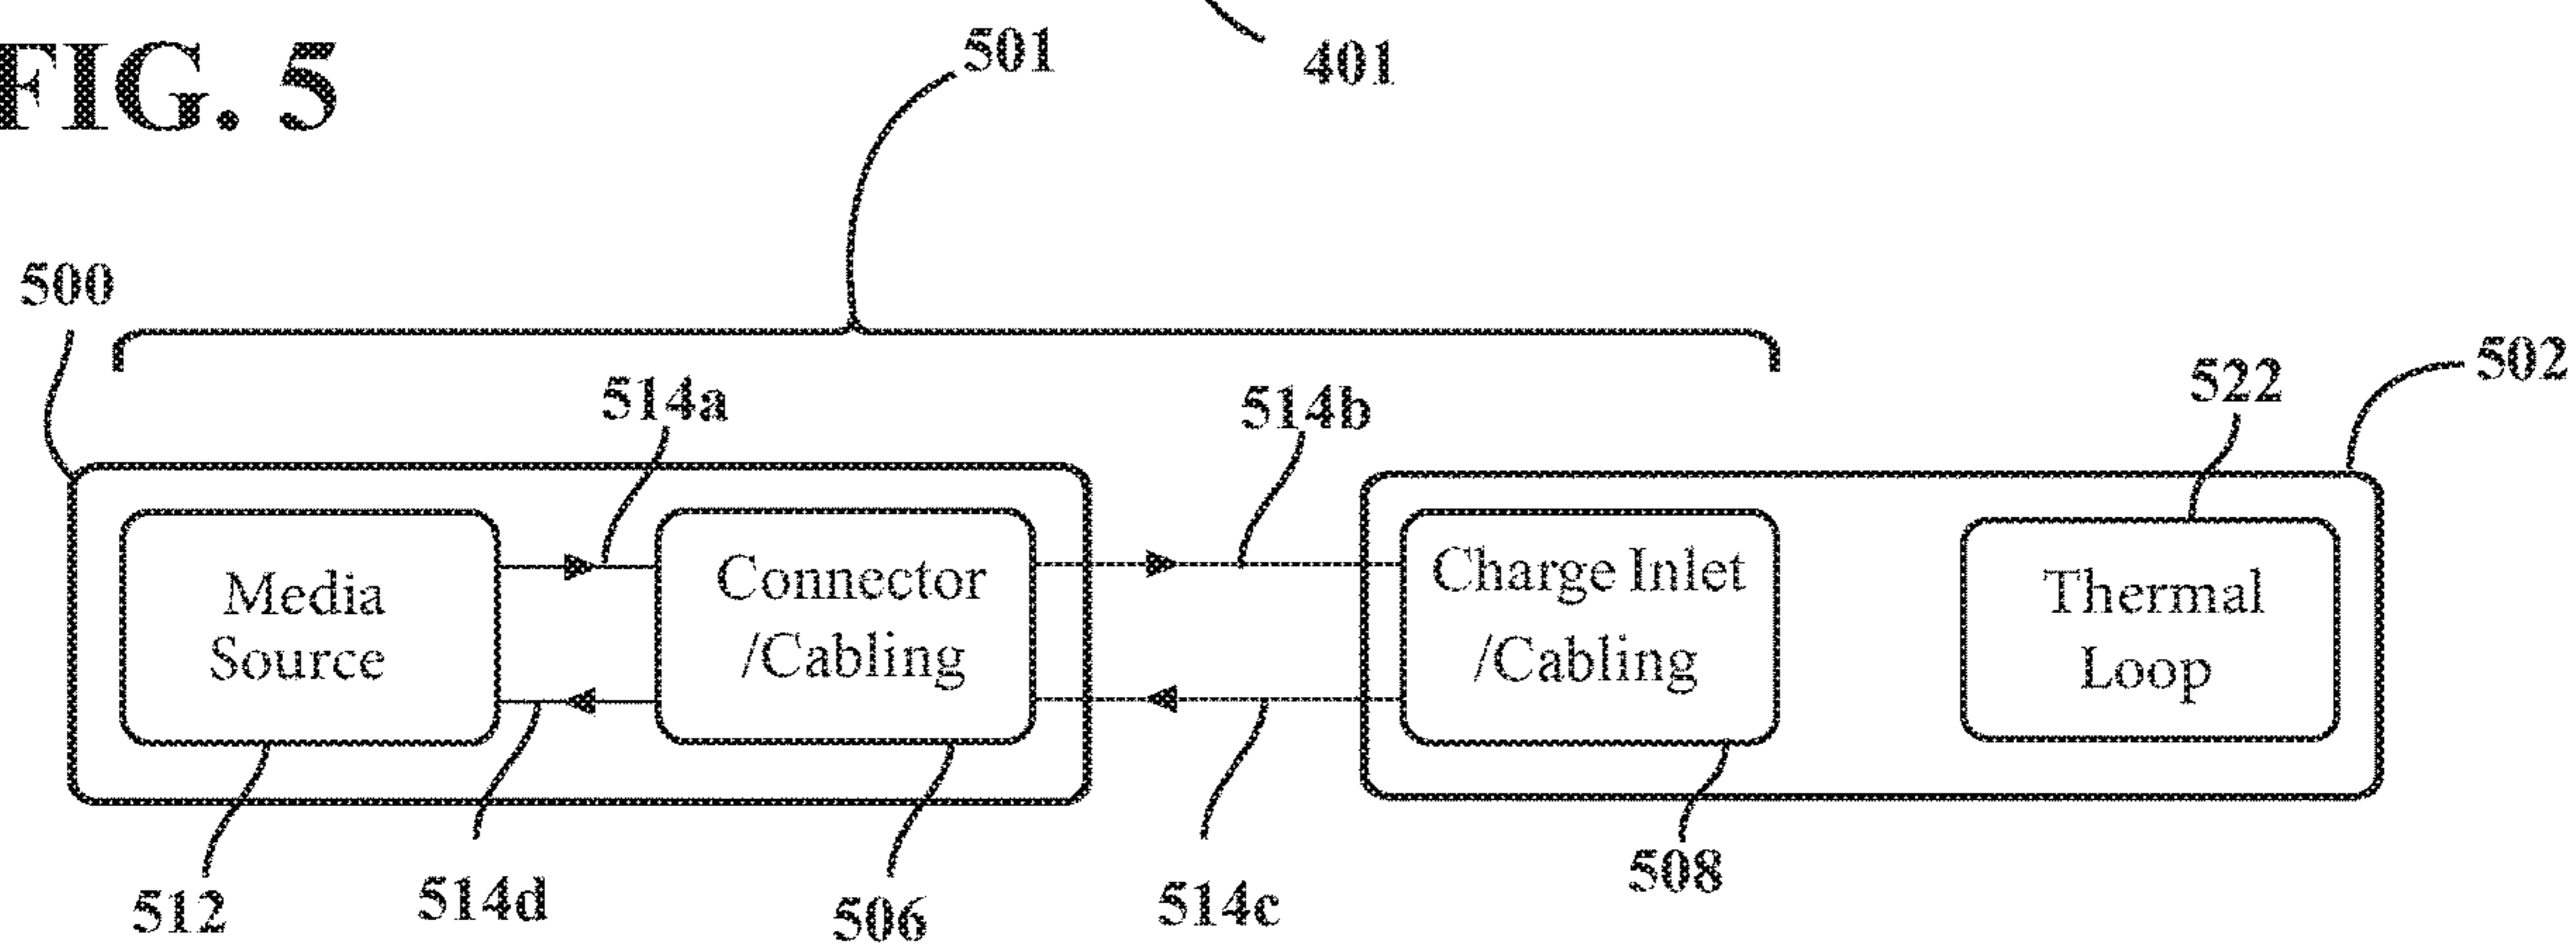 FIG. 5
501
401
500
514a
514b
522
502
Media
Source
Connector
/Cabling
Charge Inlet
/Cabling
Thermal
Loop
512
514d
506
514c
508